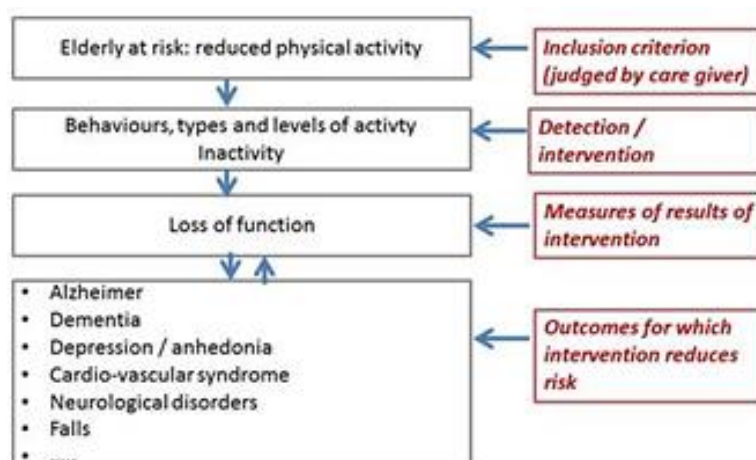 Elderly at risk: reduced physical activity
Inclusion criterion
(judged by care giver)
Behaviours, types and levels of activty
Inactivity
Detection /
intervention
Loss of function
Measures of results of
intervention
• Alzheimer
• Dementia
• Depression / anhedonia
• Cardio-vascular syndrome
• Neurological disorders
• Falls
Outcomes for which
intervention reduces
risk